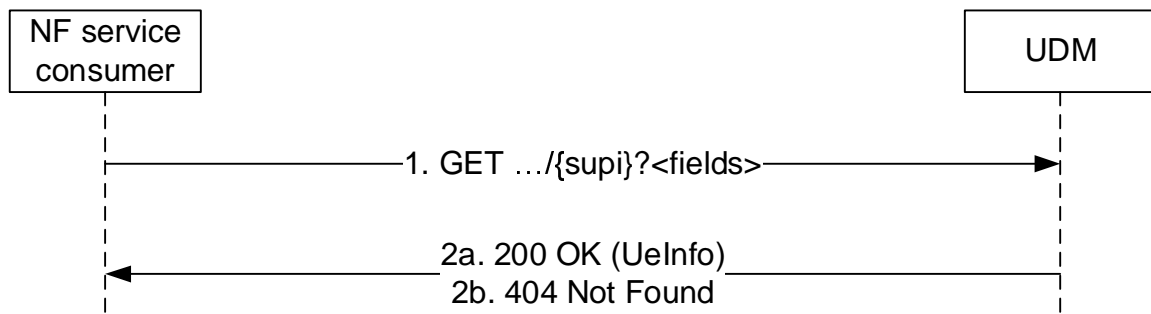 NF service
consumer
UDM
1. GET …/{supi}?<fields>
2a. 200 OK (UeInfo)
2b. 404 Not Found